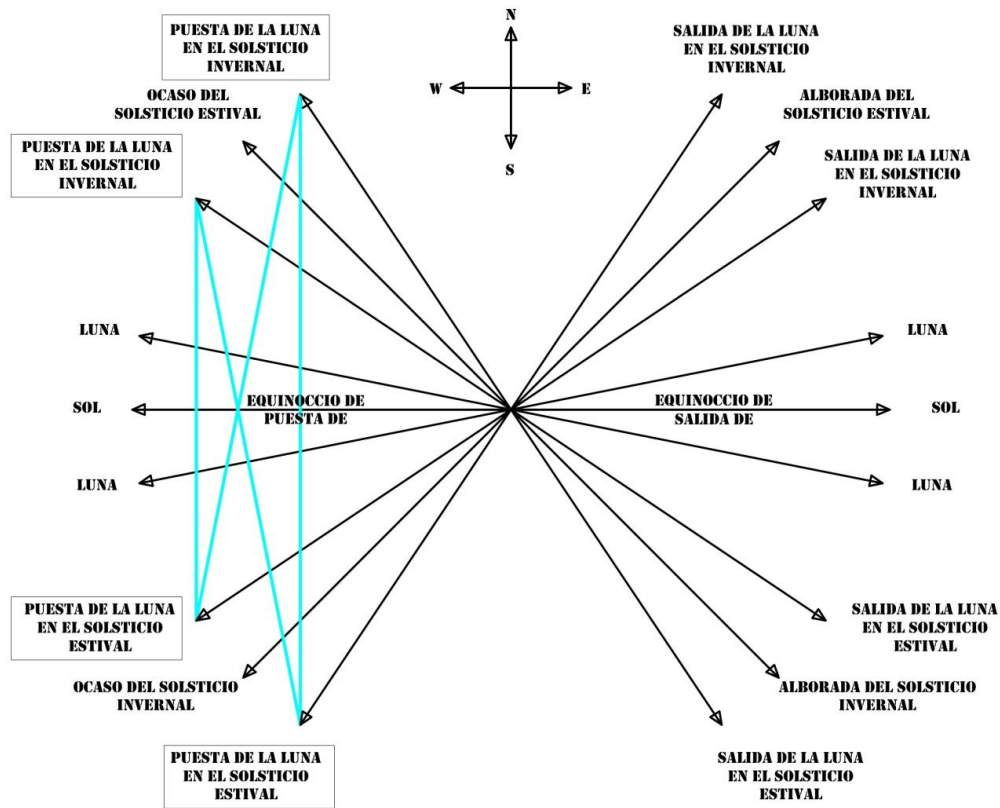 PUESTA DE LA LUNA
EN EL SOLSTICIO
INVERNAL
N
W
E
S
SALIDA DE LA LUNA
EN EL SOLSTICIO
INVERNAL
OCASO DEL
SOLSTICIO ESTIVAL
ALBORADA DEL
SOLSTICIO ESTIVAL
PUESTA DE LA LUNA
EN EL SOLSTICIO
INVERNAL
SALIDA DE LA LUNA
EN EL SOLSTICIO
INVERNAL
LUNA
LUNA
SOL
EQUINOCCIO DE
PUESTA DE
EQUINOCCIO DE
SALIDA DE
SOL
LUNA
LUNA
PUESTA DE LA LUNA
EN EL SOLSTICIO
ESTIVAL
SALIDA DE LA LUNA
EN EL SOLSTICIO
ESTIVAL
OCASO DEL SOLSTICIO
INVERNAL
ALBORADA DEL SOLSTICIO
INVERNAL
PUESTA DE LA LUNA
EN EL SOLSTICIO
ESTIVAL
SALIDA DE LA LUNA
EN EL SOLSTICIO
ESTIVAL